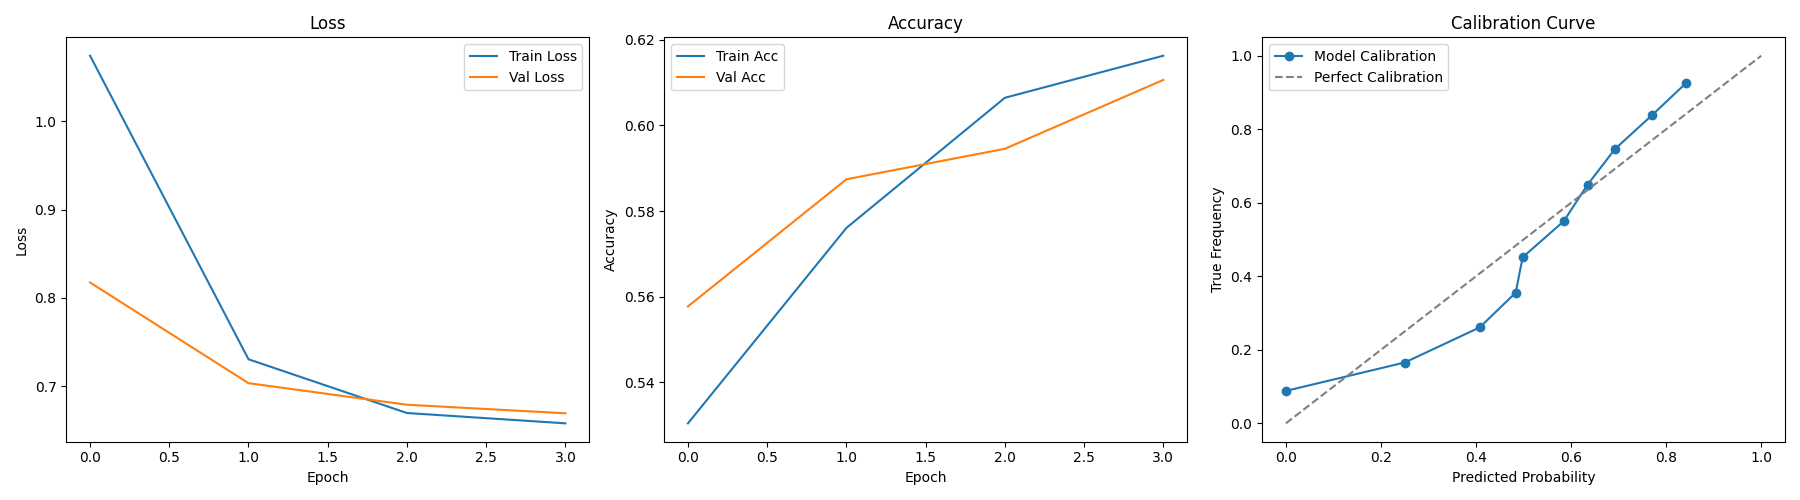 Loss
Train Loss
Val Loss
1.0
0.9
0.8
0.7
Loss
0.0
0.5
1.0
1.5
2.0
2.5
3.0
Epoch
Accuracy
Train Acc
Val Acc
0.62
0.60
0.58
0.56
0.54
Accuracy
0.0
0.5
1.0
1.5
2.0
2.5
3.0
Epoch
Calibration Curve
Model Calibration
Perfect Calibration
1.0
0.8
0.6
0.4
0.2
0.0
True Frequency
0.0
0.2
0.4
0.6
0.8
1.0
Predicted Probability